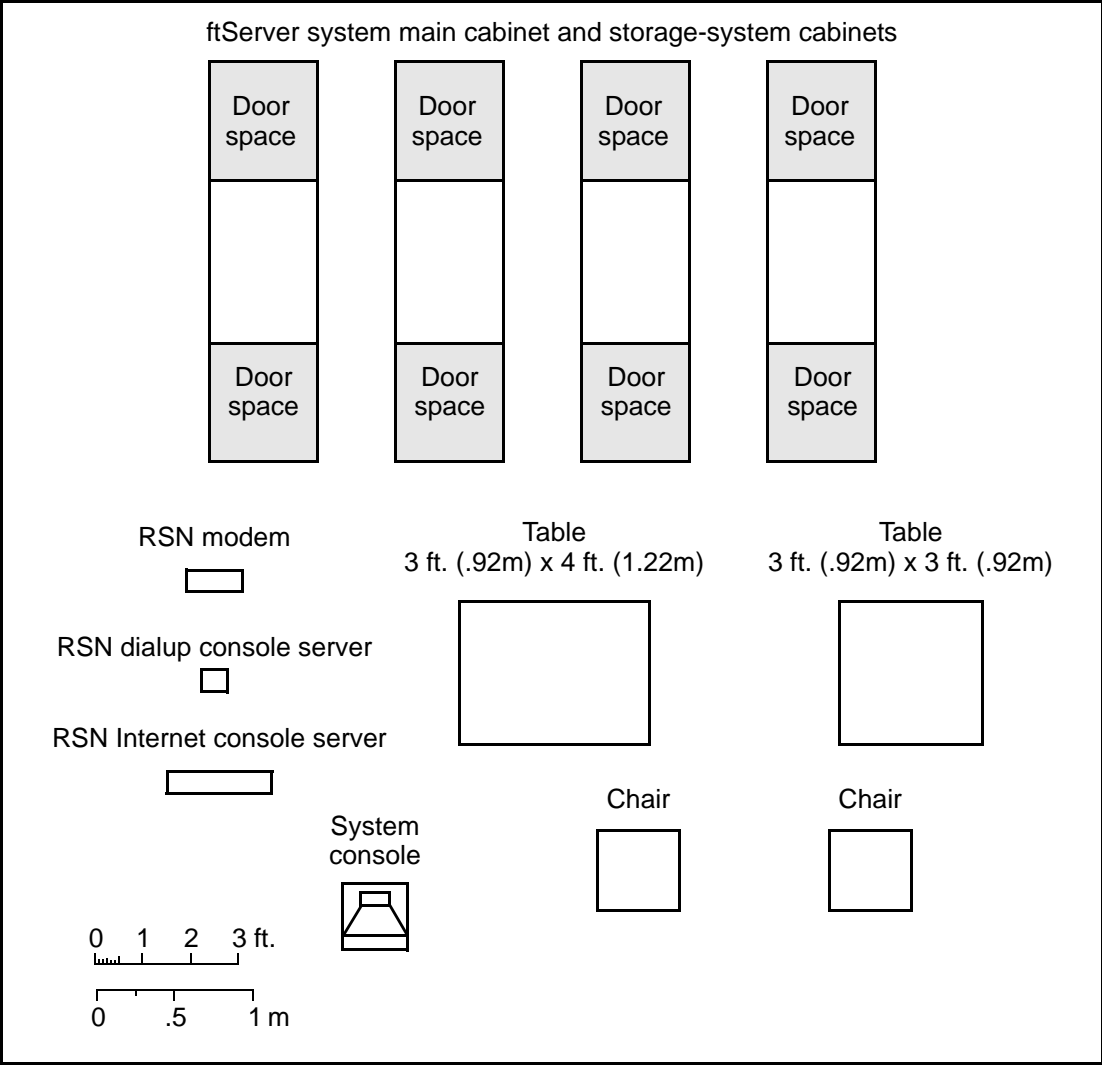 ftServer system main cabinet and storage-system cabinets
Door
space
Door
space
Door
space
Door
space
Door
space
Door
space
Door
space
Door
space
RSN modem
Table
3 ft. (.92m) x 4 ft. (1.22m)
Table
3 ft. (.92m) x 3 ft. (.92m)
RSN dialup console server
RSN Internet console server
System
console
Chair
Chair
0 1 2 3 ft.
0 .5 1 m